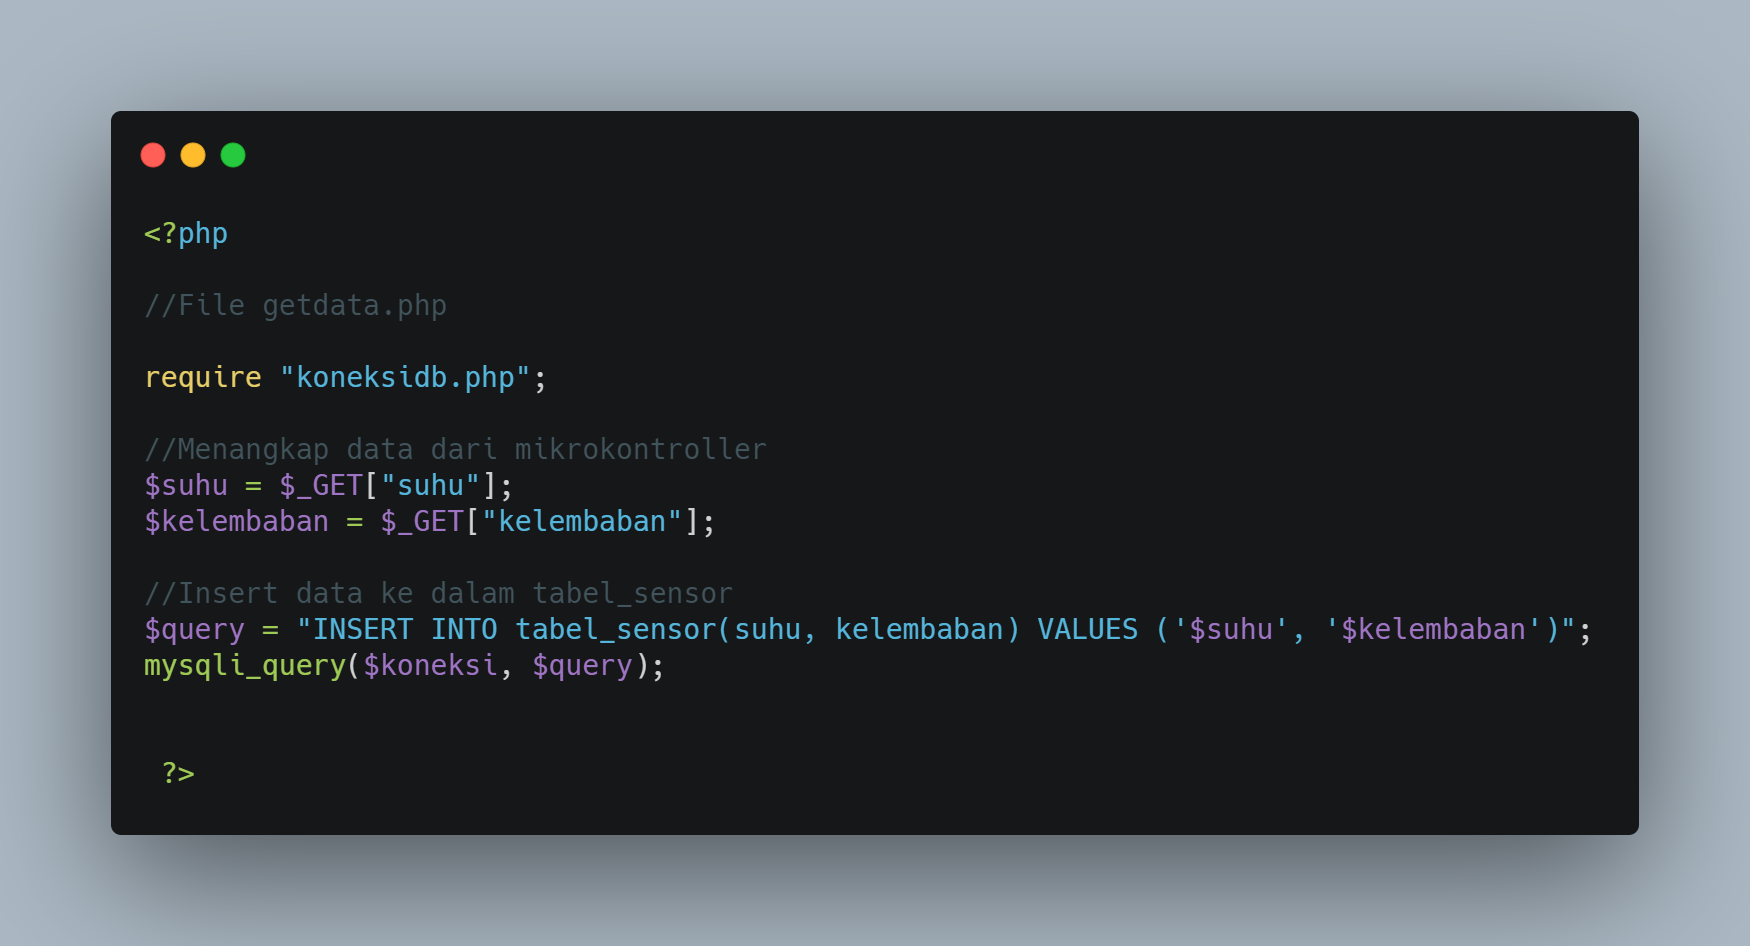 <?php
//File getdata.php
require "koneksidb.php";
//Menangkap data dari mikrokontroller
$suhu = $_GET["suhu"];
$kelembaban = $_GET["kelembaban"];
//Insert data ke dalam tabel_sensor
$query = "INSERT INTO tabel_sensor(suhu, kelembaban) VALUES ('$suhu', '$kelembaban')";
mysqli_query($koneksi, $query);
?>